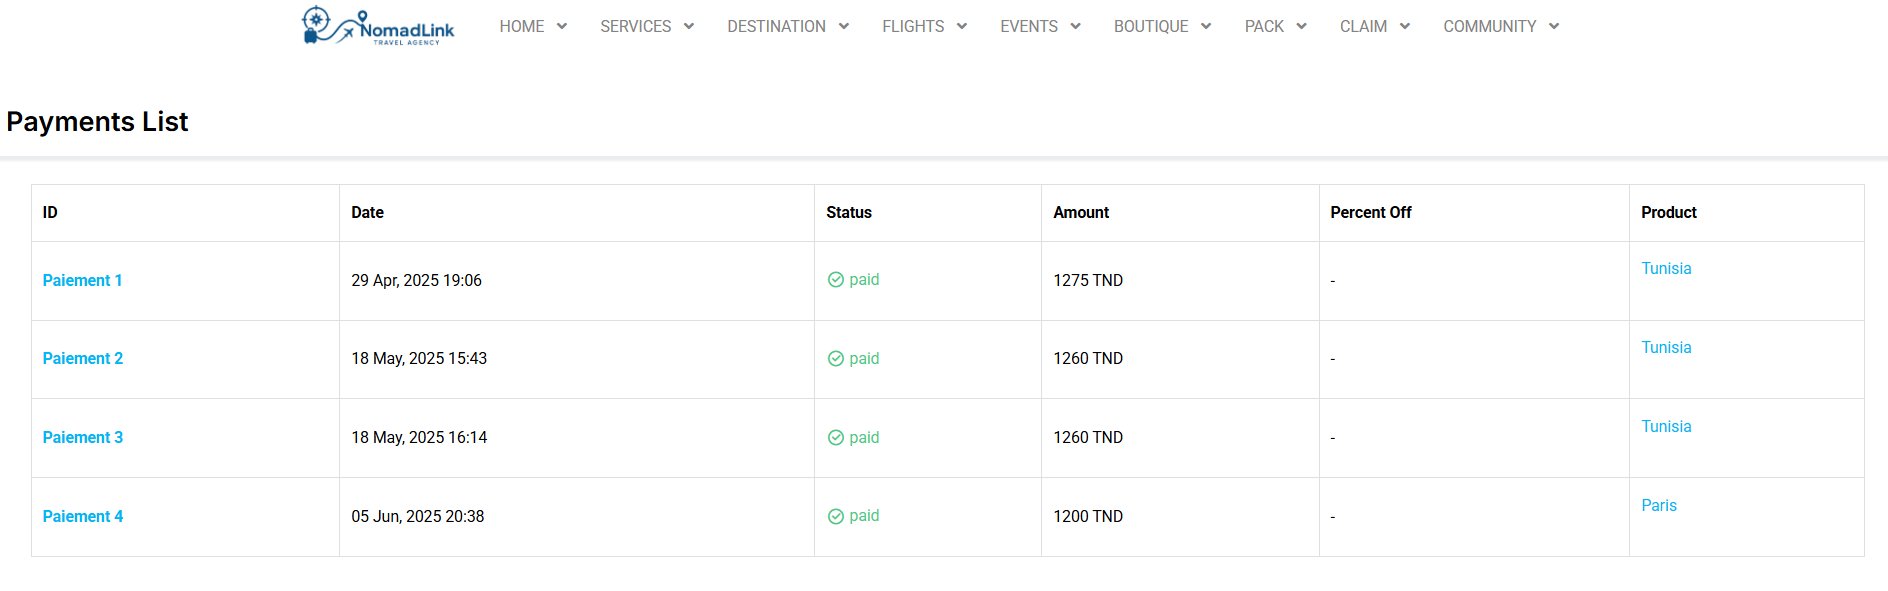 NomadLink
TRAVEL AGENCY
HOME SERVICES DESTINATION FLIGHTS EVENTS BOUTIQUE PACK CLAIM COMMUNITY
Payments List
ID Date Status Amount Percent Off Product
Paiement 1 29 Apr, 2025 19:06 paid 1275 TND - Tunisia
Paiement 2 18 May, 2025 15:43 paid 1260 TND - Tunisia
Paiement 3 18 May, 2025 16:14 paid 1260 TND - Tunisia
Paiement 4 05 Jun, 2025 20:38 paid 1200 TND - Paris